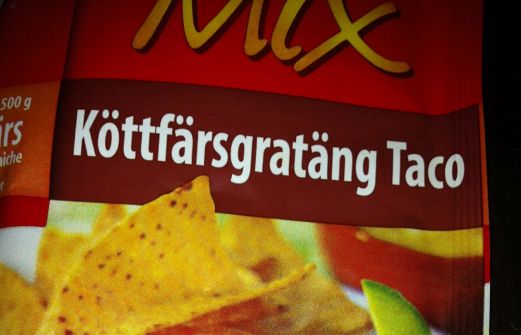 Mix
500 g
Köttfärsgratäng Taco